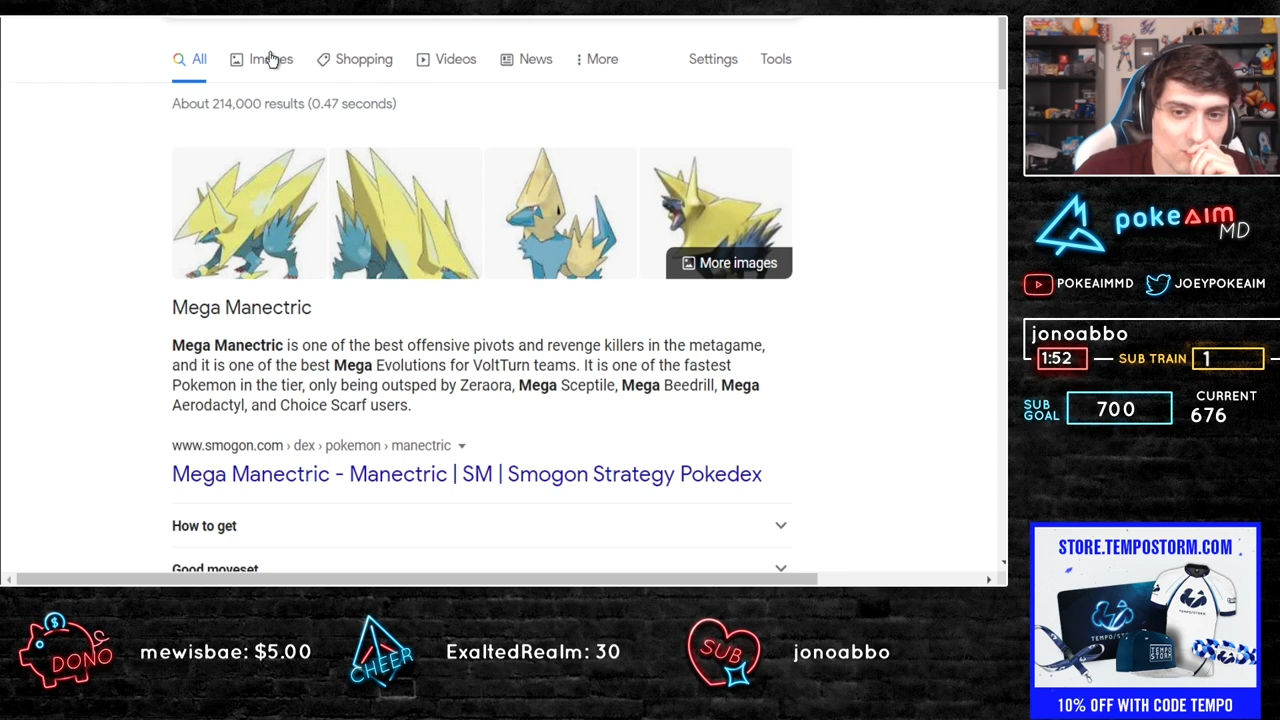 All
Images
Shopping
Videos
News
More
Settings
Tools
About 214,000 results (0.47 seconds)
More images
Mega Manectric
Mega Manectric is one of the best offensive pivots and revenge killers in the metagame,
and it is one of the best Mega Evolutions for VoltTurn teams. It is one of the fastest
Pokemon in the tier, only being outsped by Zeraora, Mega Sceptile, Mega Beedrill, Mega
Aerodactyl, and Choice Scarf users.
www.smogon.com › dex › pokemon › manectric
Mega Manectric - Manectric | SM | Smogon Strategy Pokedex
How to get
Good moveset
pokeAIM
MD
POKEAIMMD
JOEYPOKEAIM
jonoabbo
1:52
SUB TRAIN
1
SUB
GOAL
700
CURRENT
676
STORE.TEMPOSTORM.COM
TEMPO/STORM
TEMPO
STORM
10% OFF WITH CODE TEMPO
DONO
mewisbae: $5.00
CHEER
ExaltedRealm: 30
SUB
jonoabbo